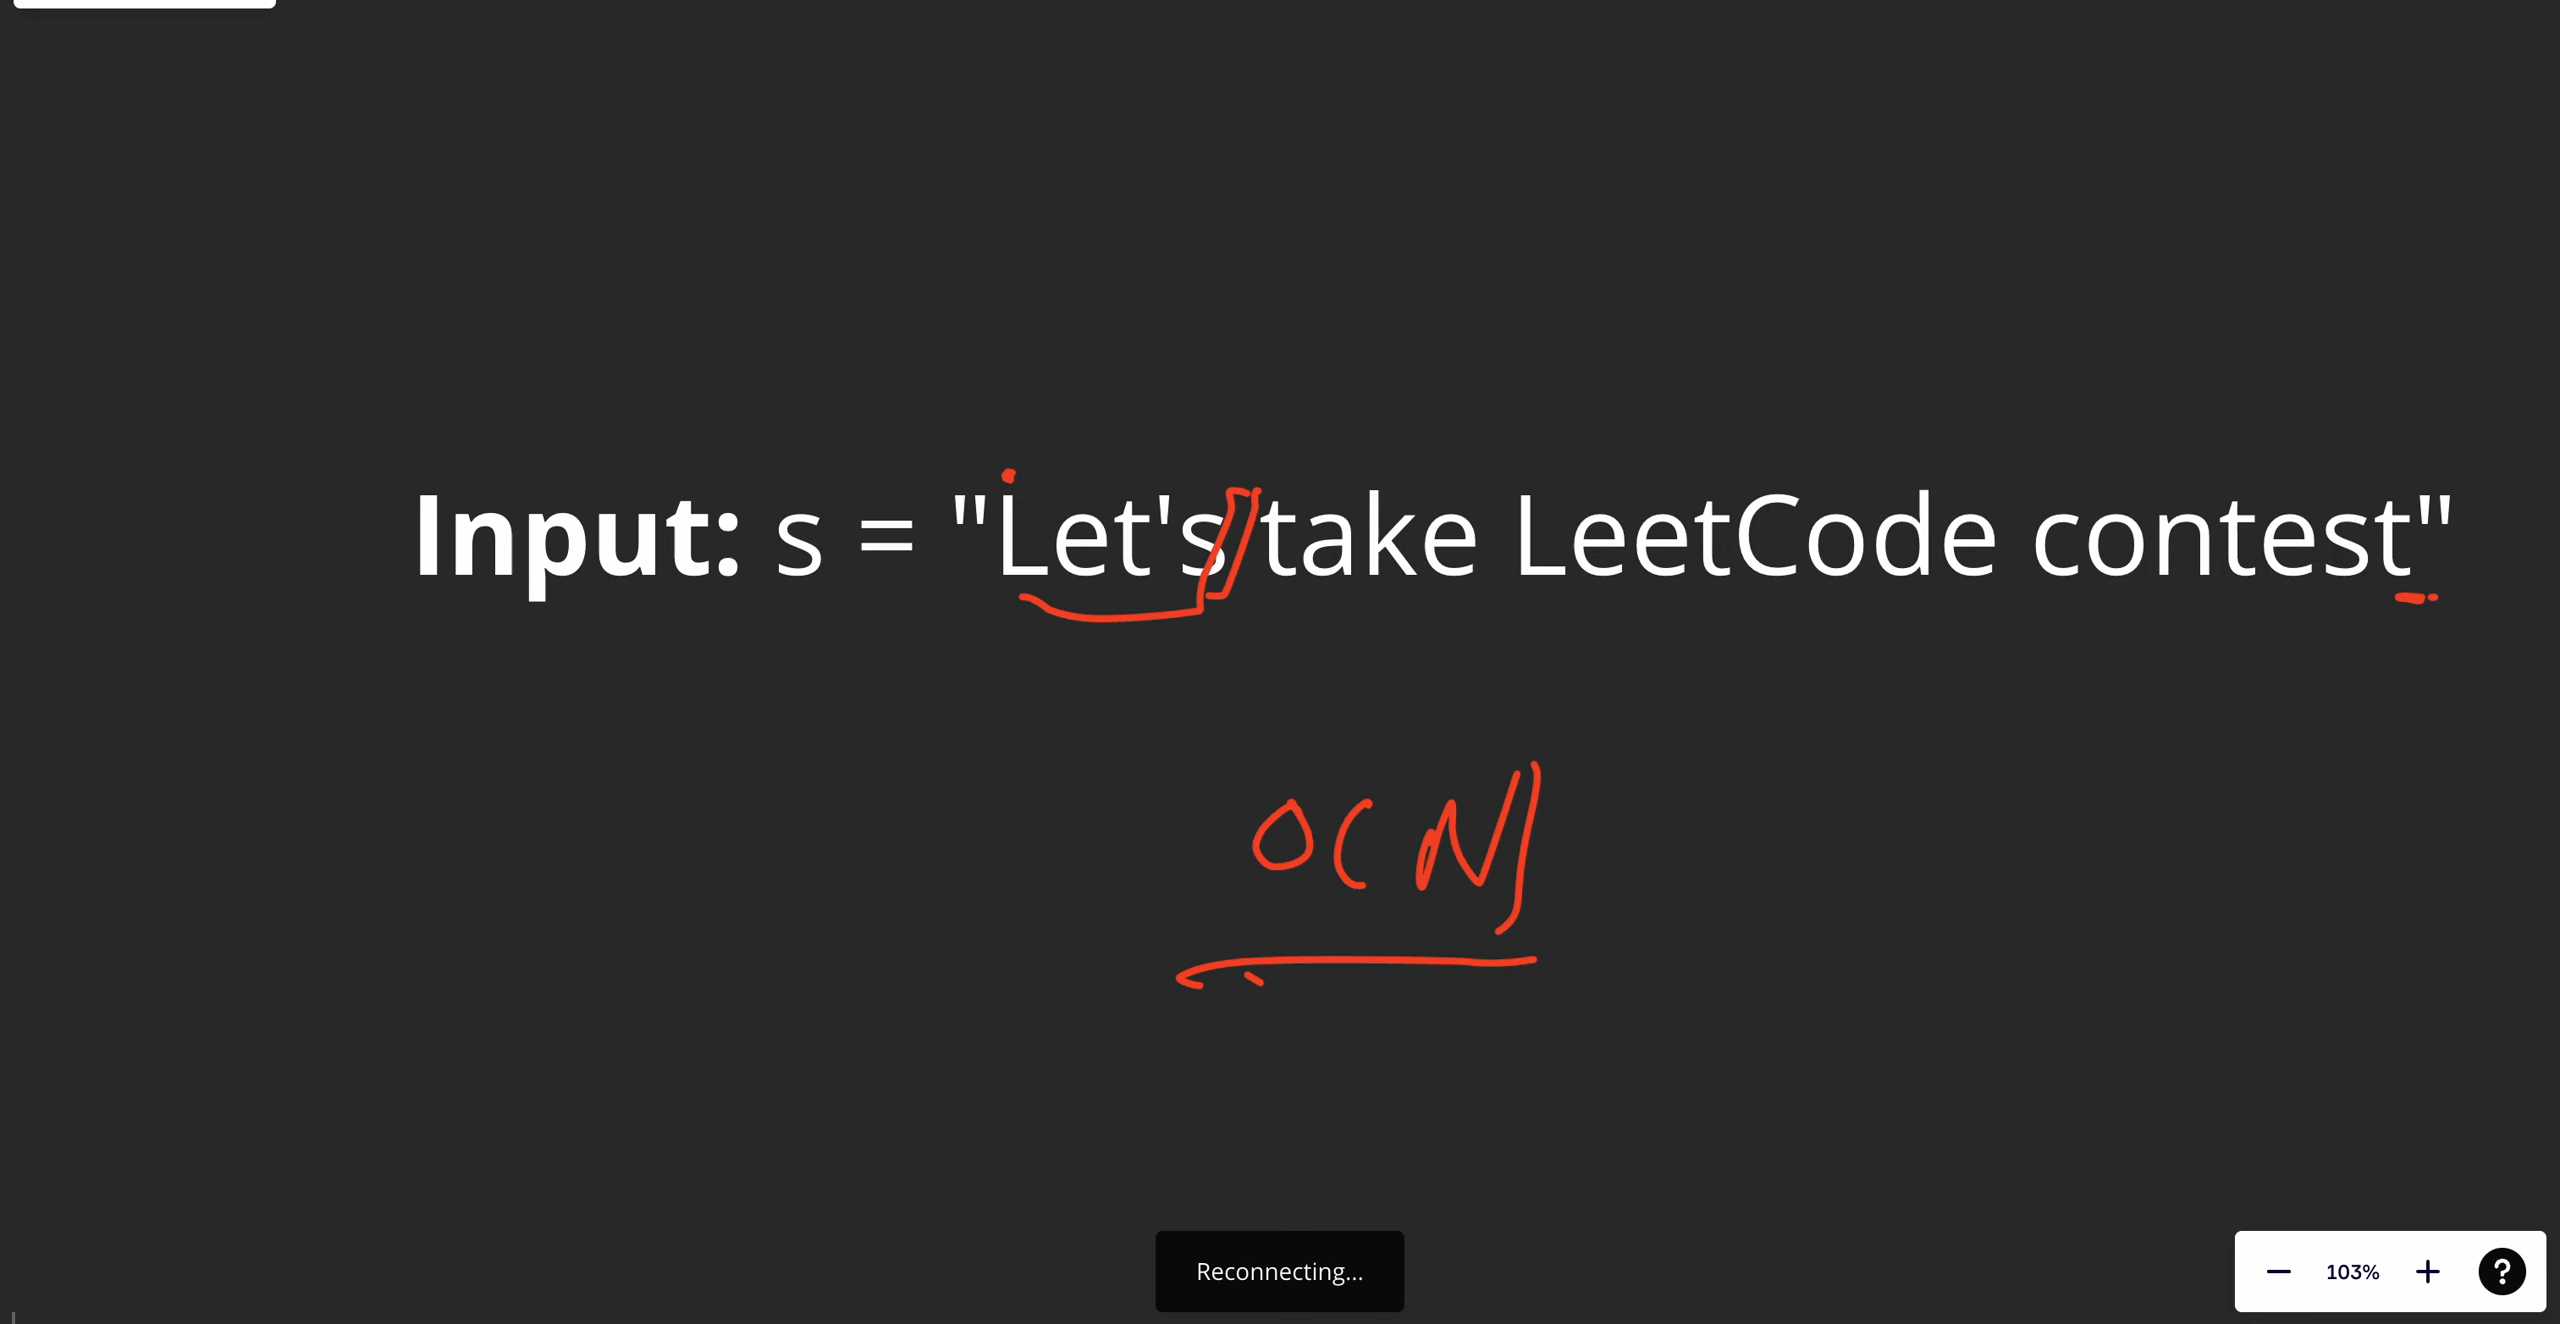 Input: s = "Let's take LeetCode contest"
O(N)
Reconnecting...
103%
?